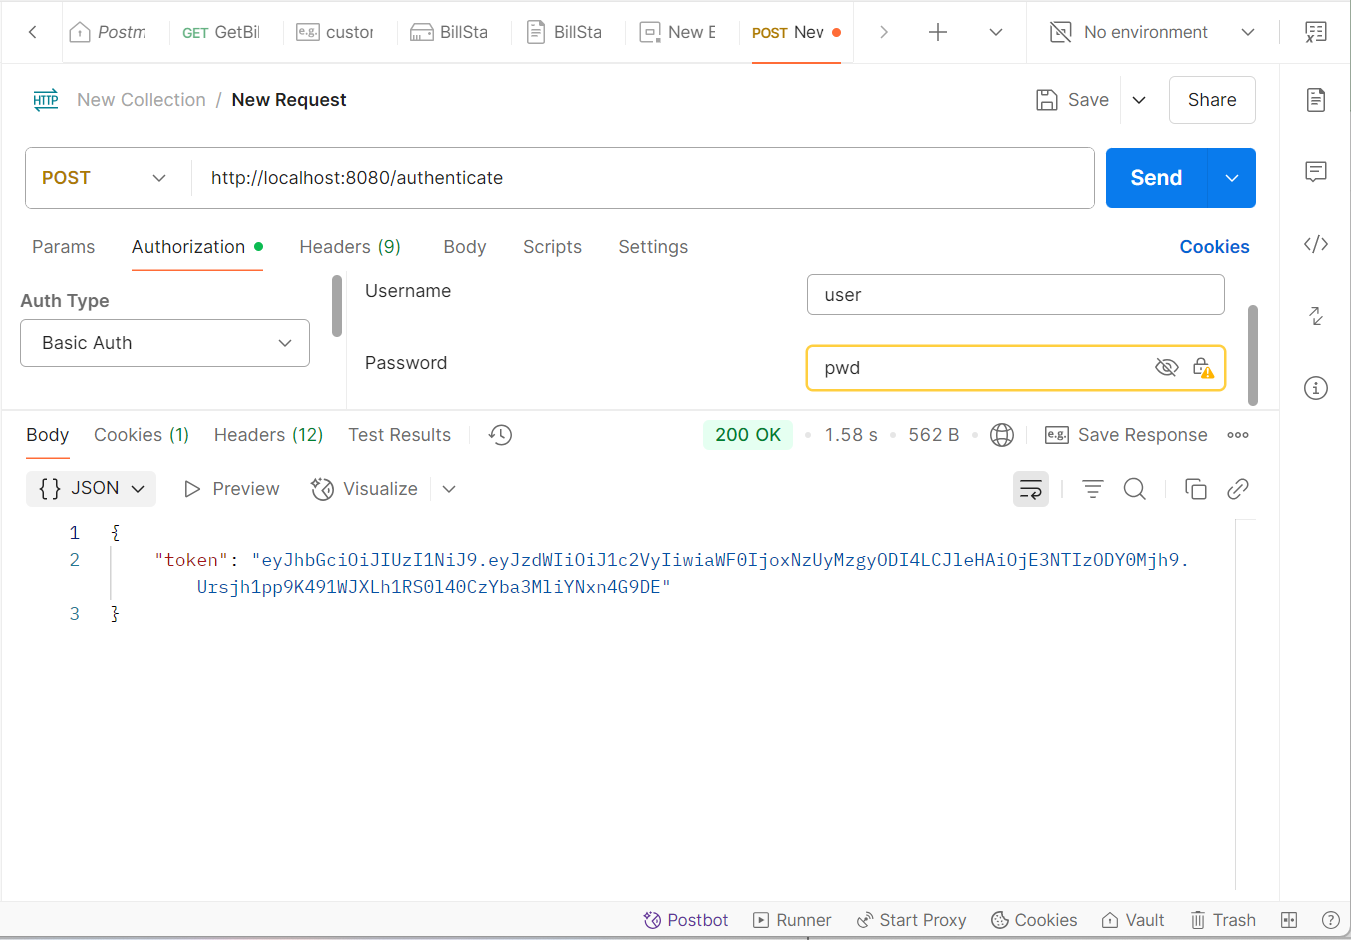 Postm
GET GetBil
e.g. custor
BillSta
BillSta
New E
POST New
No environment
HTTP New Collection / New Request
Save
Share
POST
http://localhost:8080/authenticate
Send
Params
Authorization
Headers (9)
Body
Scripts
Settings
Cookies
Auth Type
Basic Auth
Username
user
Password
pwd
Body
Cookies (1)
Headers (12)
Test Results
200 OK
1.58 s
562 B
e.g. Save Response
{} JSON
Preview
Visualize
1 {
2 "token": "eyJhbGciOiJIUzI1NiJ9.eyJzdWIiOiJ1c2VyIiwiaWF0IjoxNzUyMzgyODI4LCJleHAiOjE3NTIzODY0Mjh9.
Ursjh1pp9K491WJXLh1RS0l40CzYba3MliYNxn4G9DE"
3 }
Postbot
Runner
Start Proxy
Cookies
Vault
Trash